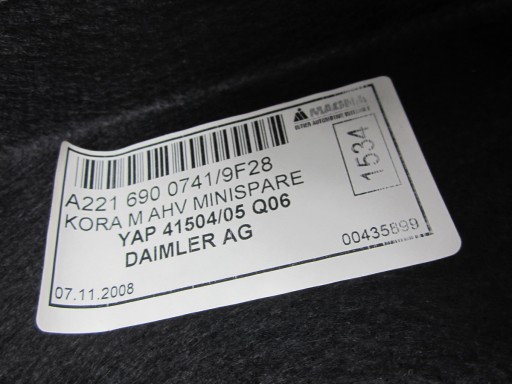 MAGNA
A221 690 0741/9F28
KORA M AHV MINISPARE
YAP 41504/05 Q06
DAIMLER AG
1534
00435899
07.11.2008